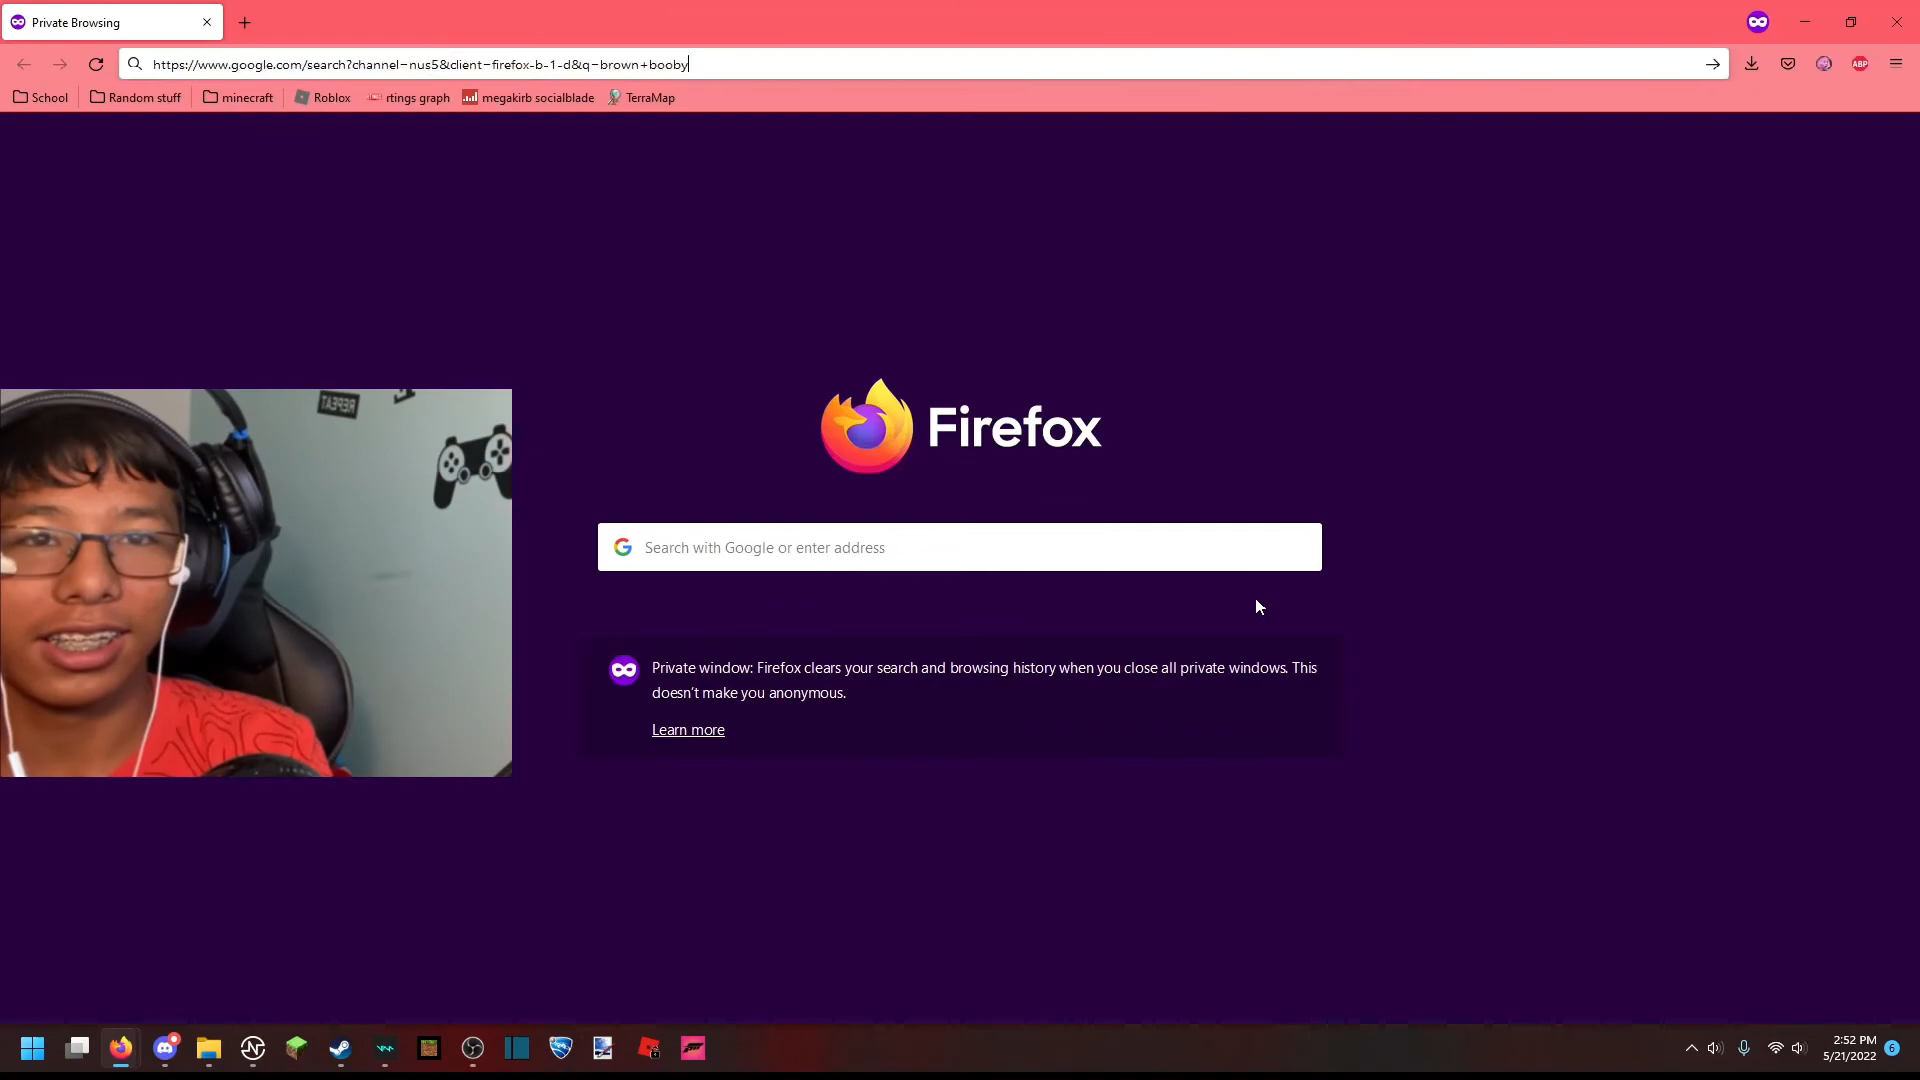 Private Browsing
https://www.google.com/search?channel=nus5&client=firefox-b-1-d&q=brown+booby
ABP
School
Random stuff
minecraft
Roblox
rtings graph
megakirb socialblade
TerraMap
Firefox
REPEAT
Search with Google or enter address
Private window: Firefox clears your search and browsing history when you close all private windows. This
doesn't make you anonymous.
Learn more
2:52 PM
5/21/2022
6